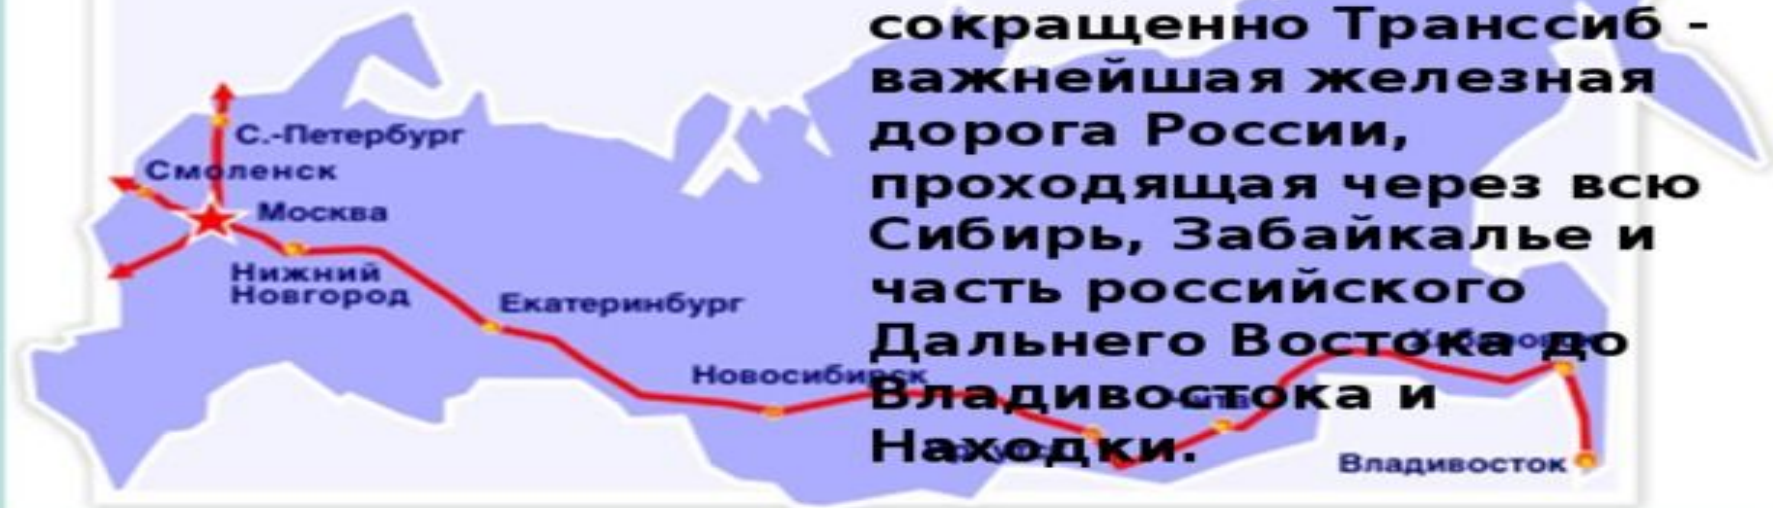 сокращенно Транссиб -
важнейшая железная
дорога России,
проходящая через всю
Сибирь, Забайкалье и
часть российского
Дальнего Востока до
Владивостока и
Находки.
С.-Петербург
Смоленск
Москва
Нижний
Новгород
Екатеринбург
Новосибирск
Владивосток